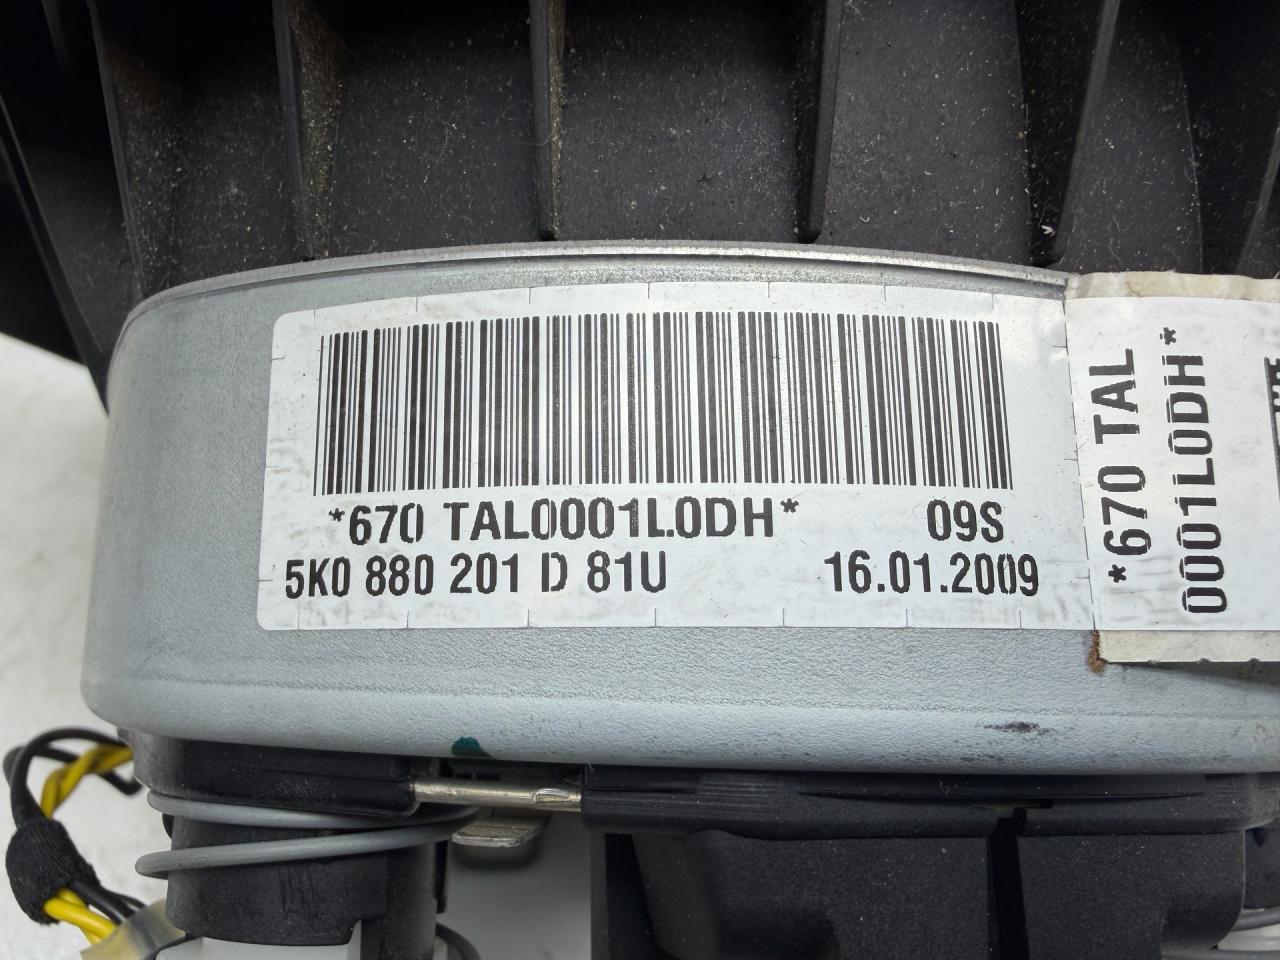 *670 TAL0001L0DH* 09S
5K0 880 201 D 81U 16.01.2009
*670 TAL
0001L0DH*